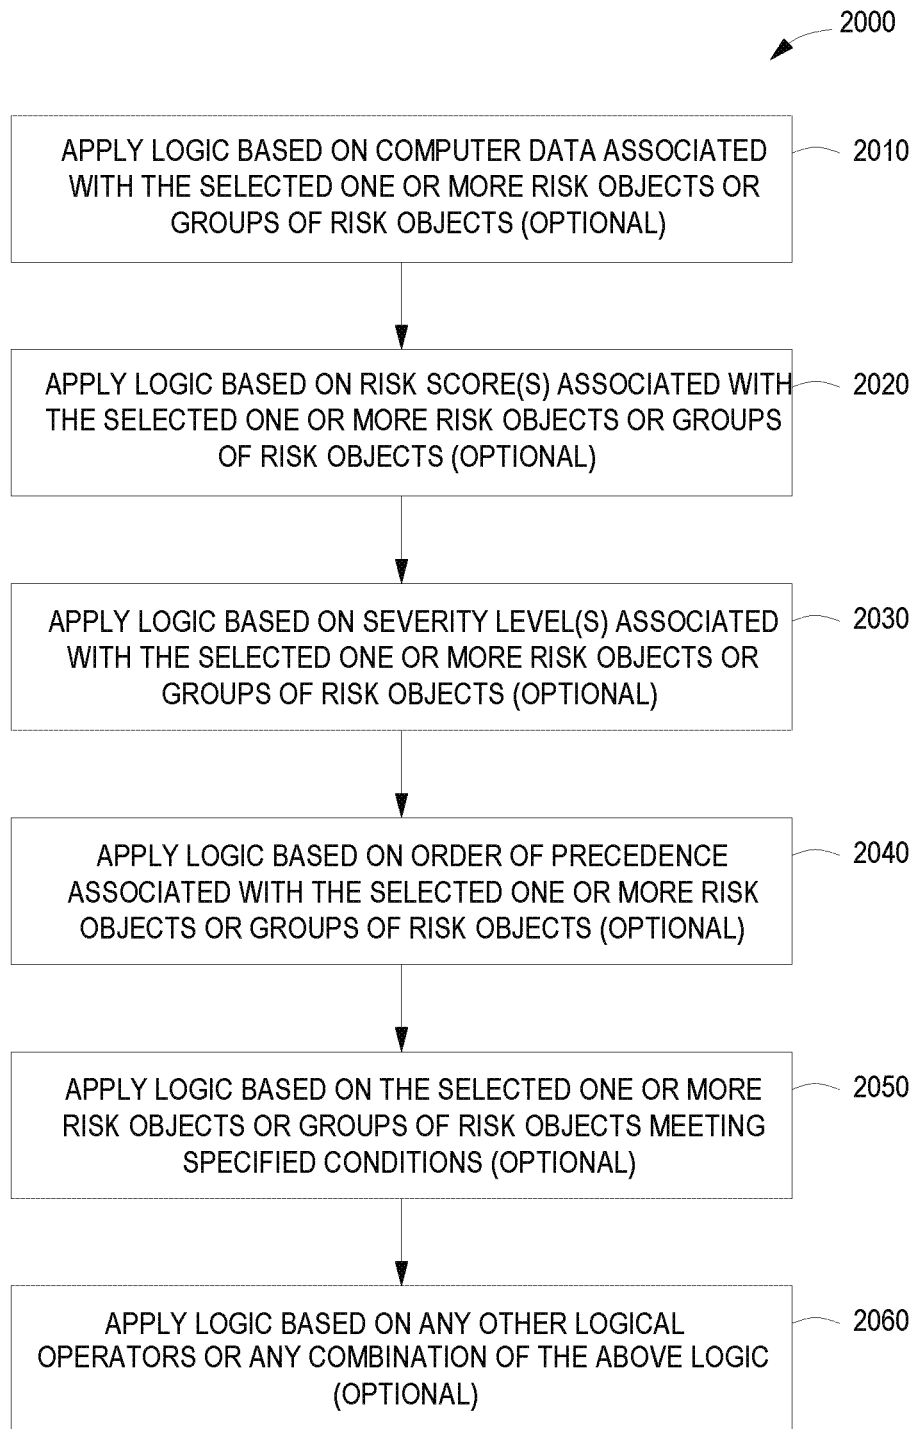 2000
APPLY LOGIC BASED ON COMPUTER DATA ASSOCIATED
WITH THE SELECTED ONE OR MORE RISK OBJECTS OR
GROUPS OF RISK OBJECTS (OPTIONAL)
2010
APPLY LOGIC BASED ON RISK SCORE(S) ASSOCIATED WITH
THE SELECTED ONE OR MORE RISK OBJECTS OR GROUPS
OF RISK OBJECTS (OPTIONAL)
2020
APPLY LOGIC BASED ON SEVERITY LEVEL(S) ASSOCIATED
WITH THE SELECTED ONE OR MORE RISK OBJECTS OR
GROUPS OF RISK OBJECTS (OPTIONAL)
2030
APPLY LOGIC BASED ON ORDER OF PRECEDENCE
ASSOCIATED WITH THE SELECTED ONE OR MORE RISK
OBJECTS OR GROUPS OF RISK OBJECTS (OPTIONAL)
2040
APPLY LOGIC BASED ON THE SELECTED ONE OR MORE
RISK OBJECTS OR GROUPS OF RISK OBJECTS MEETING
SPECIFIED CONDITIONS (OPTIONAL)
2050
APPLY LOGIC BASED ON ANY OTHER LOGICAL
OPERATORS OR ANY COMBINATION OF THE ABOVE LOGIC
(OPTIONAL)
2060